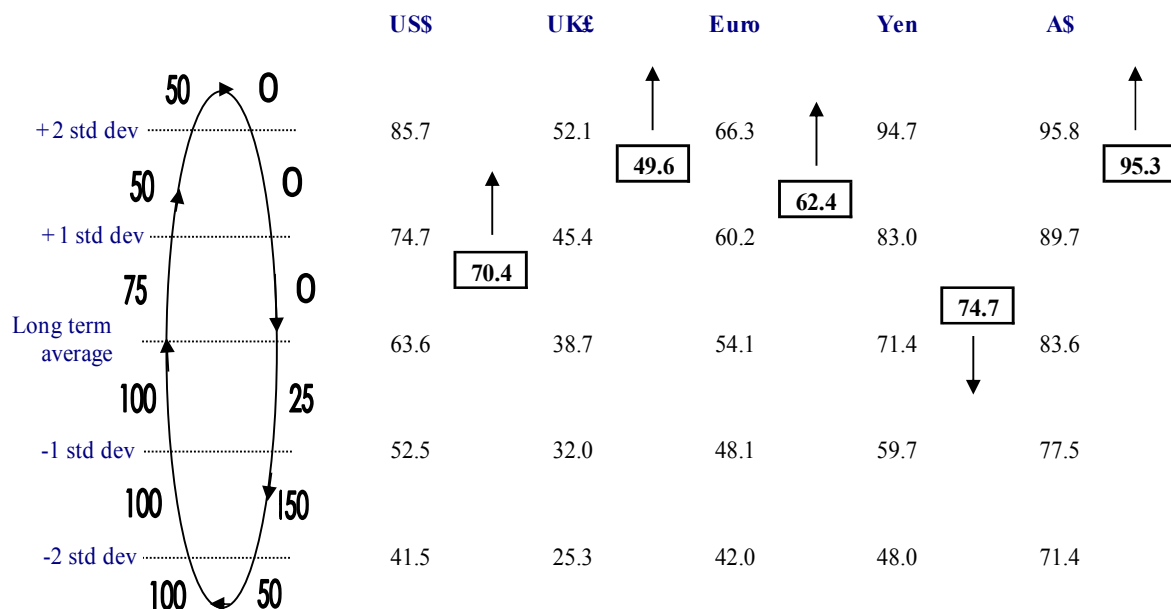 US$ UK£ Euro Yen A$
50 0
+2 std dev 85.7 52.1 66.3 94.7 95.8
49.6 95.3
50 0
62.4
+1 std dev 74.7 45.4 60.2 83.0 89.7
70.4
75 0
74.7
Long term
average 63.6 38.7 54.1 71.4 83.6
100 25
-1 std dev 52.5 32.0 48.1 59.7 77.5
100 150
-2 std dev 41.5 25.3 42.0 48.0 71.4
100 50